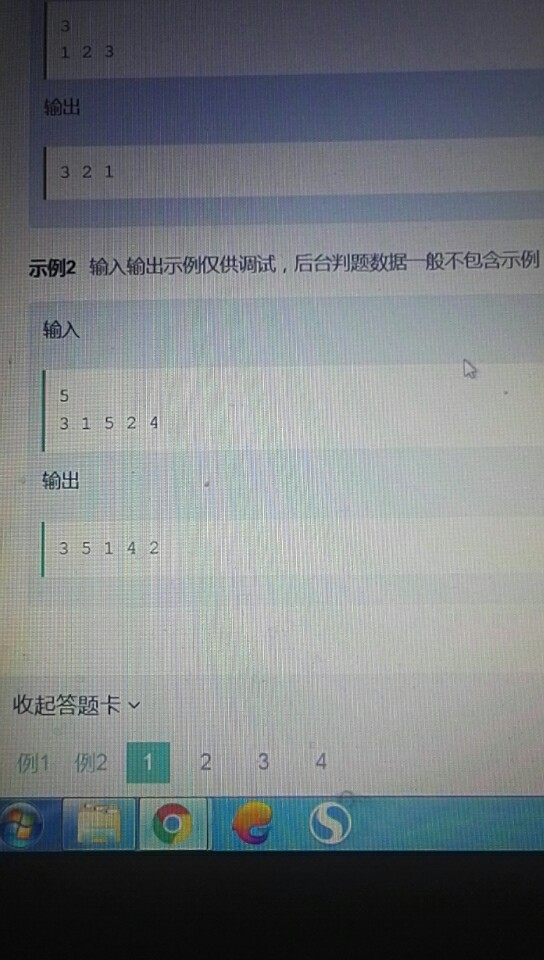 3
1 2 3
输出
3 2 1
示例2 输入输出示例仅供调试，后台判题数据一般不包含示例
输入
5
3 1 5 2 4
输出
3 5 1 4 2
收起答题卡
例1 例2 1 2 3 4